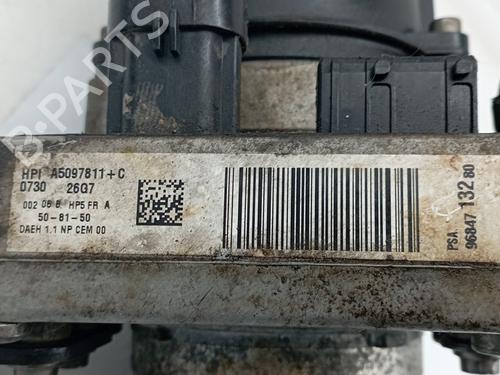 HPI A5097811+C
0730 26G7
002 06 B HP5 FR A
50-81-50
DAEH 1.1 NP CEM 00
PSA
96847 132 80
B-PARTS